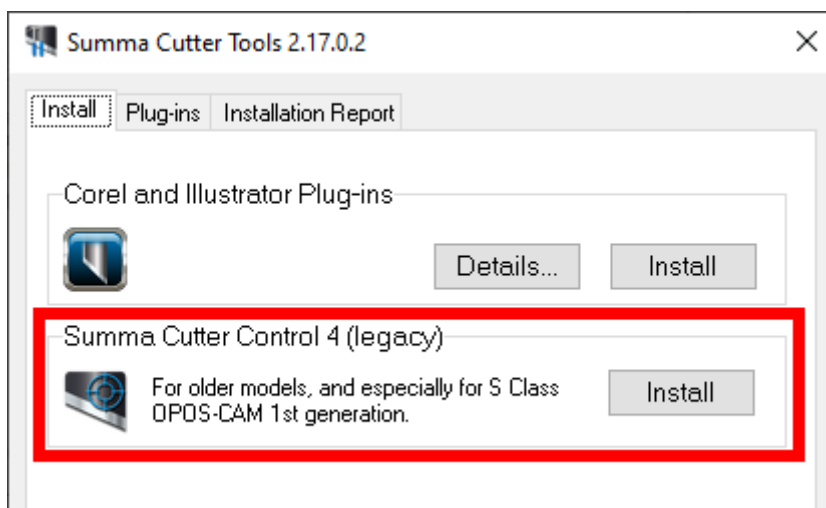 Summa Cutter Tools 2.17.0.2
Install Plug-ins Installation Report
Corel and Illustrator Plug-ins
Details... Install
Summa Cutter Control 4 (legacy)
For older models, and especially for S Class
OPOS-CAM 1st generation.
Install